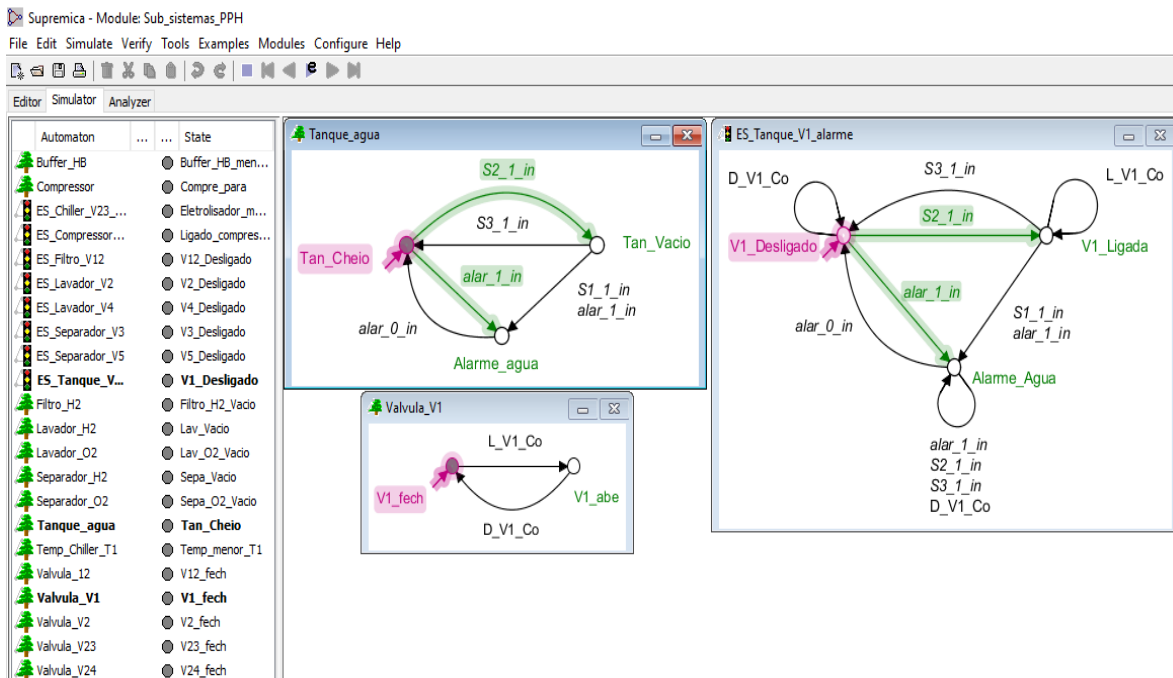 Supremica - Module: Sub_sistemas_PPH
File Edit Simulate Verify Tools Examples Modules Configure Help
Editor Simulator Analyzer
Automaton ... ... State
Buffer_HB Buffer_HB_men...
Compressor Compre_para
ES_Chiller_V23_... Eletrolisador_m...
ES_Compressor... Ligado_compres...
ES_Filtro_V12 V12_Desligado
ES_Lavador_V2 V2_Desligado
ES_Lavador_V4 V4_Desligado
ES_Separador_V3 V3_Desligado
ES_Separador_V5 V5_Desligado
ES_Tanque_V... V1_Desligado
Filtro_H2 Filtro_H2_Vacio
Lavador_H2 Lav_Vacio
Lavador_O2 Lav_O2_Vacio
Separador_H2 Sepa_Vacio
Separador_O2 Sepa_O2_Vacio
Tanque_agua Tan_Cheio
Temp_Chiller_T1 Temp_menor_T1
Valvula_12 V12_fech
Valvula_V1 V1_fech
Valvula_V2 V2_fech
Valvula_V23 V23_fech
Valvula_V24 V24_fech
Tanque_agua
S2_1_in
S3_1_in
Tan_Cheio
Tan_Vacio
alar_1_in
S1_1_in
alar_1_in
alar_0_in
Alarme_agua
Valvula_V1
L_V1_Co
V1_fech
V1_abe
D_V1_Co
ES_Tanque_V1_alarme
D_V1_Co
S3_1_in
L_V1_Co
S2_1_in
V1_Desligado
V1_Ligada
alar_1_in
S1_1_in
alar_1_in
alar_0_in
Alarme_Agua
alar_1_in
S2_1_in
S3_1_in
D_V1_Co